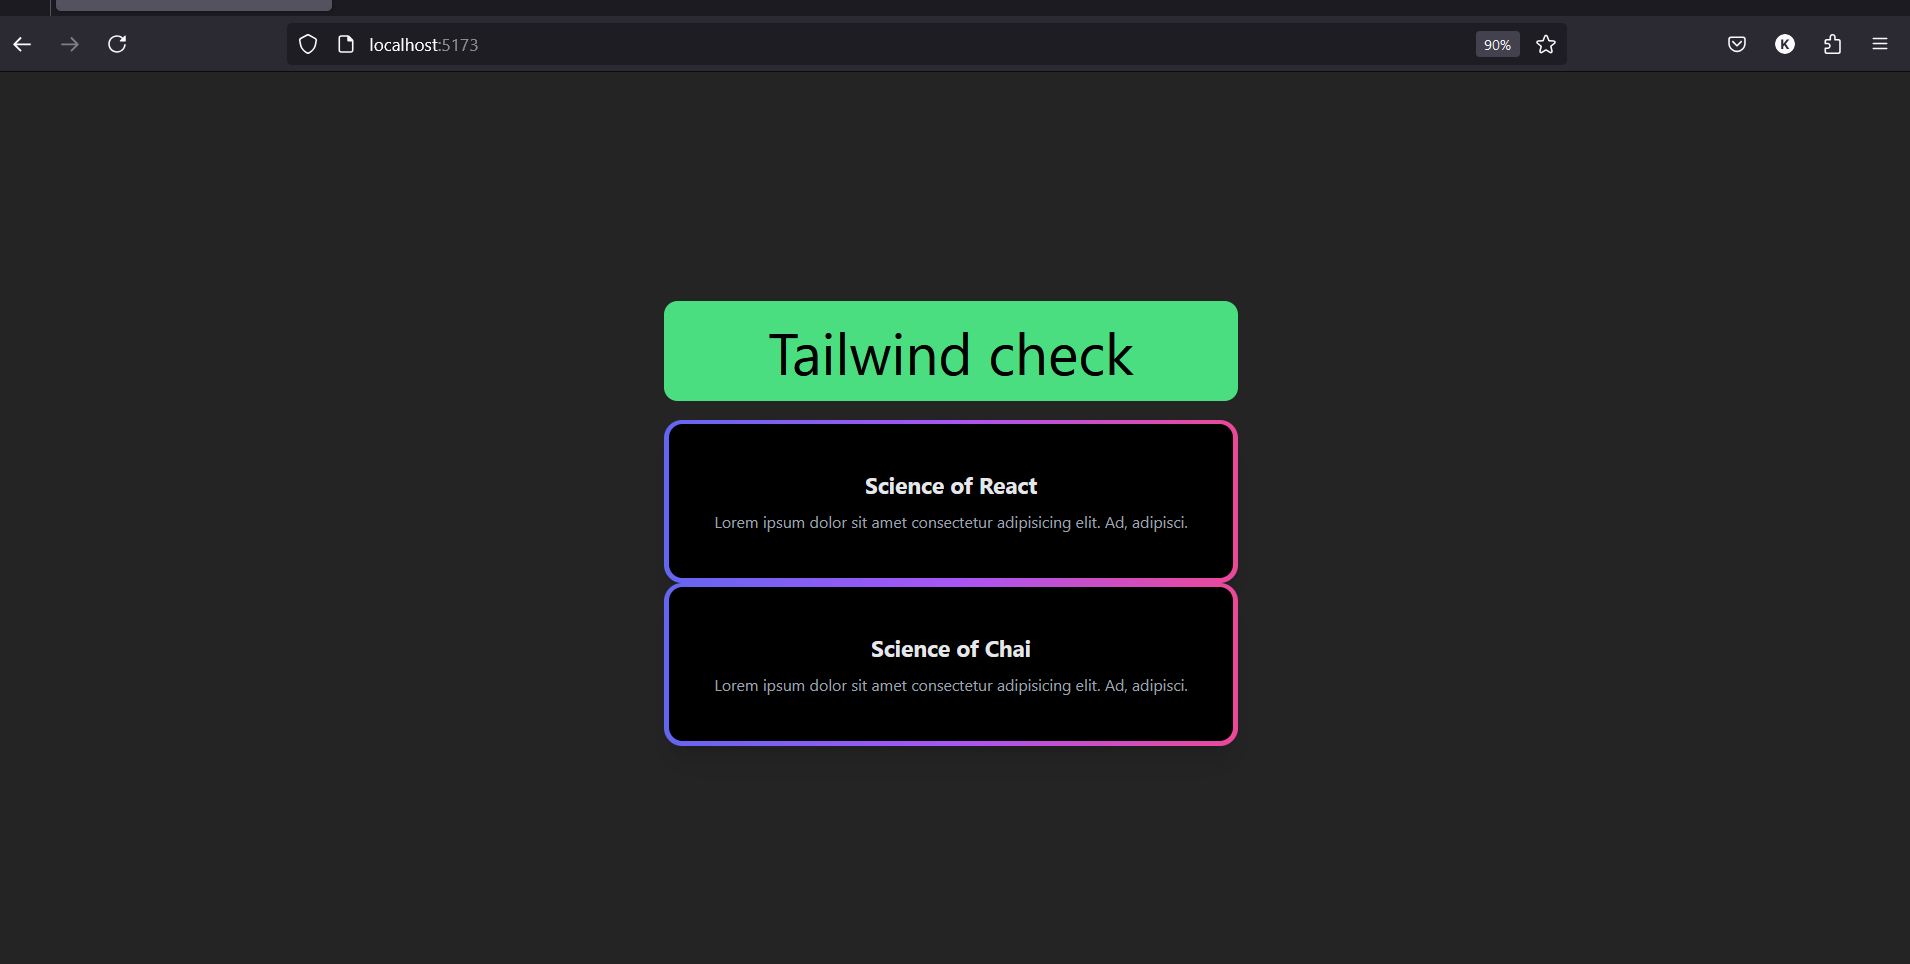 localhost:5173
90%
K
Tailwind check
Science of React
Lorem ipsum dolor sit amet consectetur adipisicing elit. Ad, adipisci.
Science of Chai
Lorem ipsum dolor sit amet consectetur adipisicing elit. Ad, adipisci.